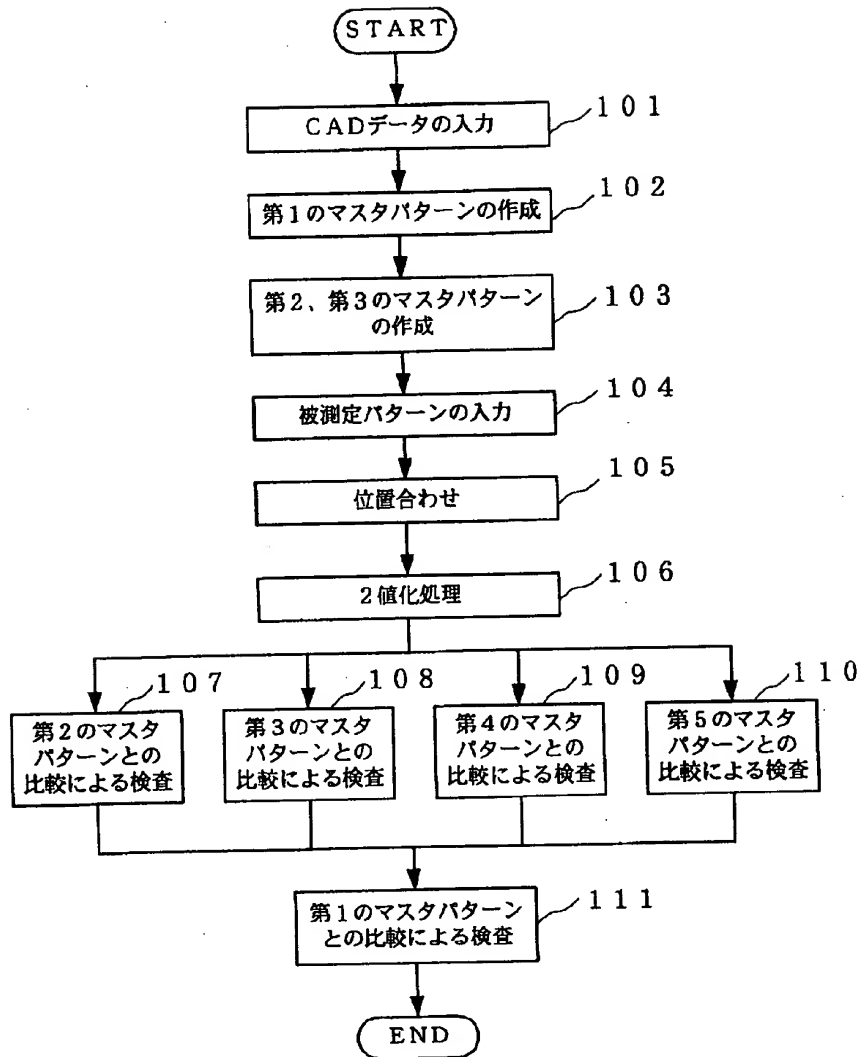 START
CADデータの入力
101
第1のマスタパターンの作成
102
第2、第3のマスタパターン
の作成
103
被測定パターンの入力
104
位置合わせ
105
2値化処理
106
107
第2のマスタ
パターンとの
比較による検査
108
第3のマスタ
パターンとの
比較による検査
109
第4のマスタ
パターンとの
比較による検査
110
第5のマスタ
パターンとの
比較による検査
第1のマスタパターン
との比較による検査
111
END